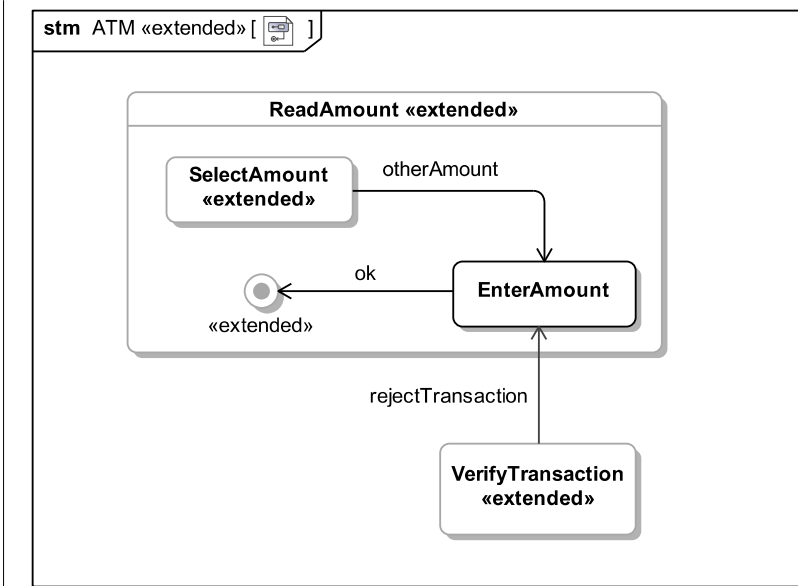 stm ATM «extended» [ ]
ReadAmount «extended»
SelectAmount
«extended»
otherAmount
EnterAmount
ok
«extended»
rejectTransaction
VerifyTransaction
«extended»